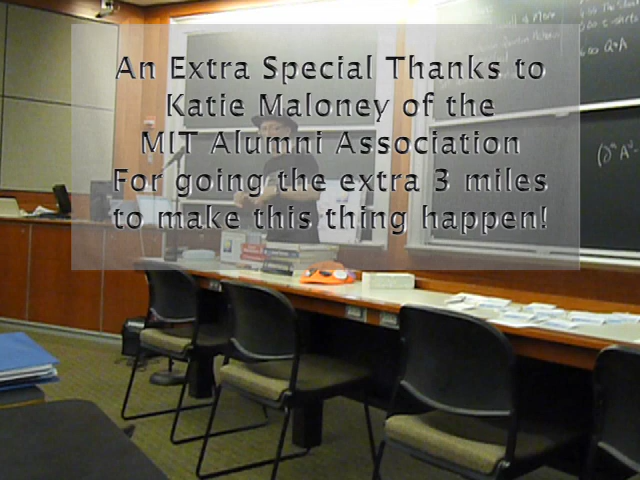 An Extra Special Thanks to
Katie Maloney of the
MIT Alumni Association
For going the extra 3 miles
to make this thing happen!
Q&A